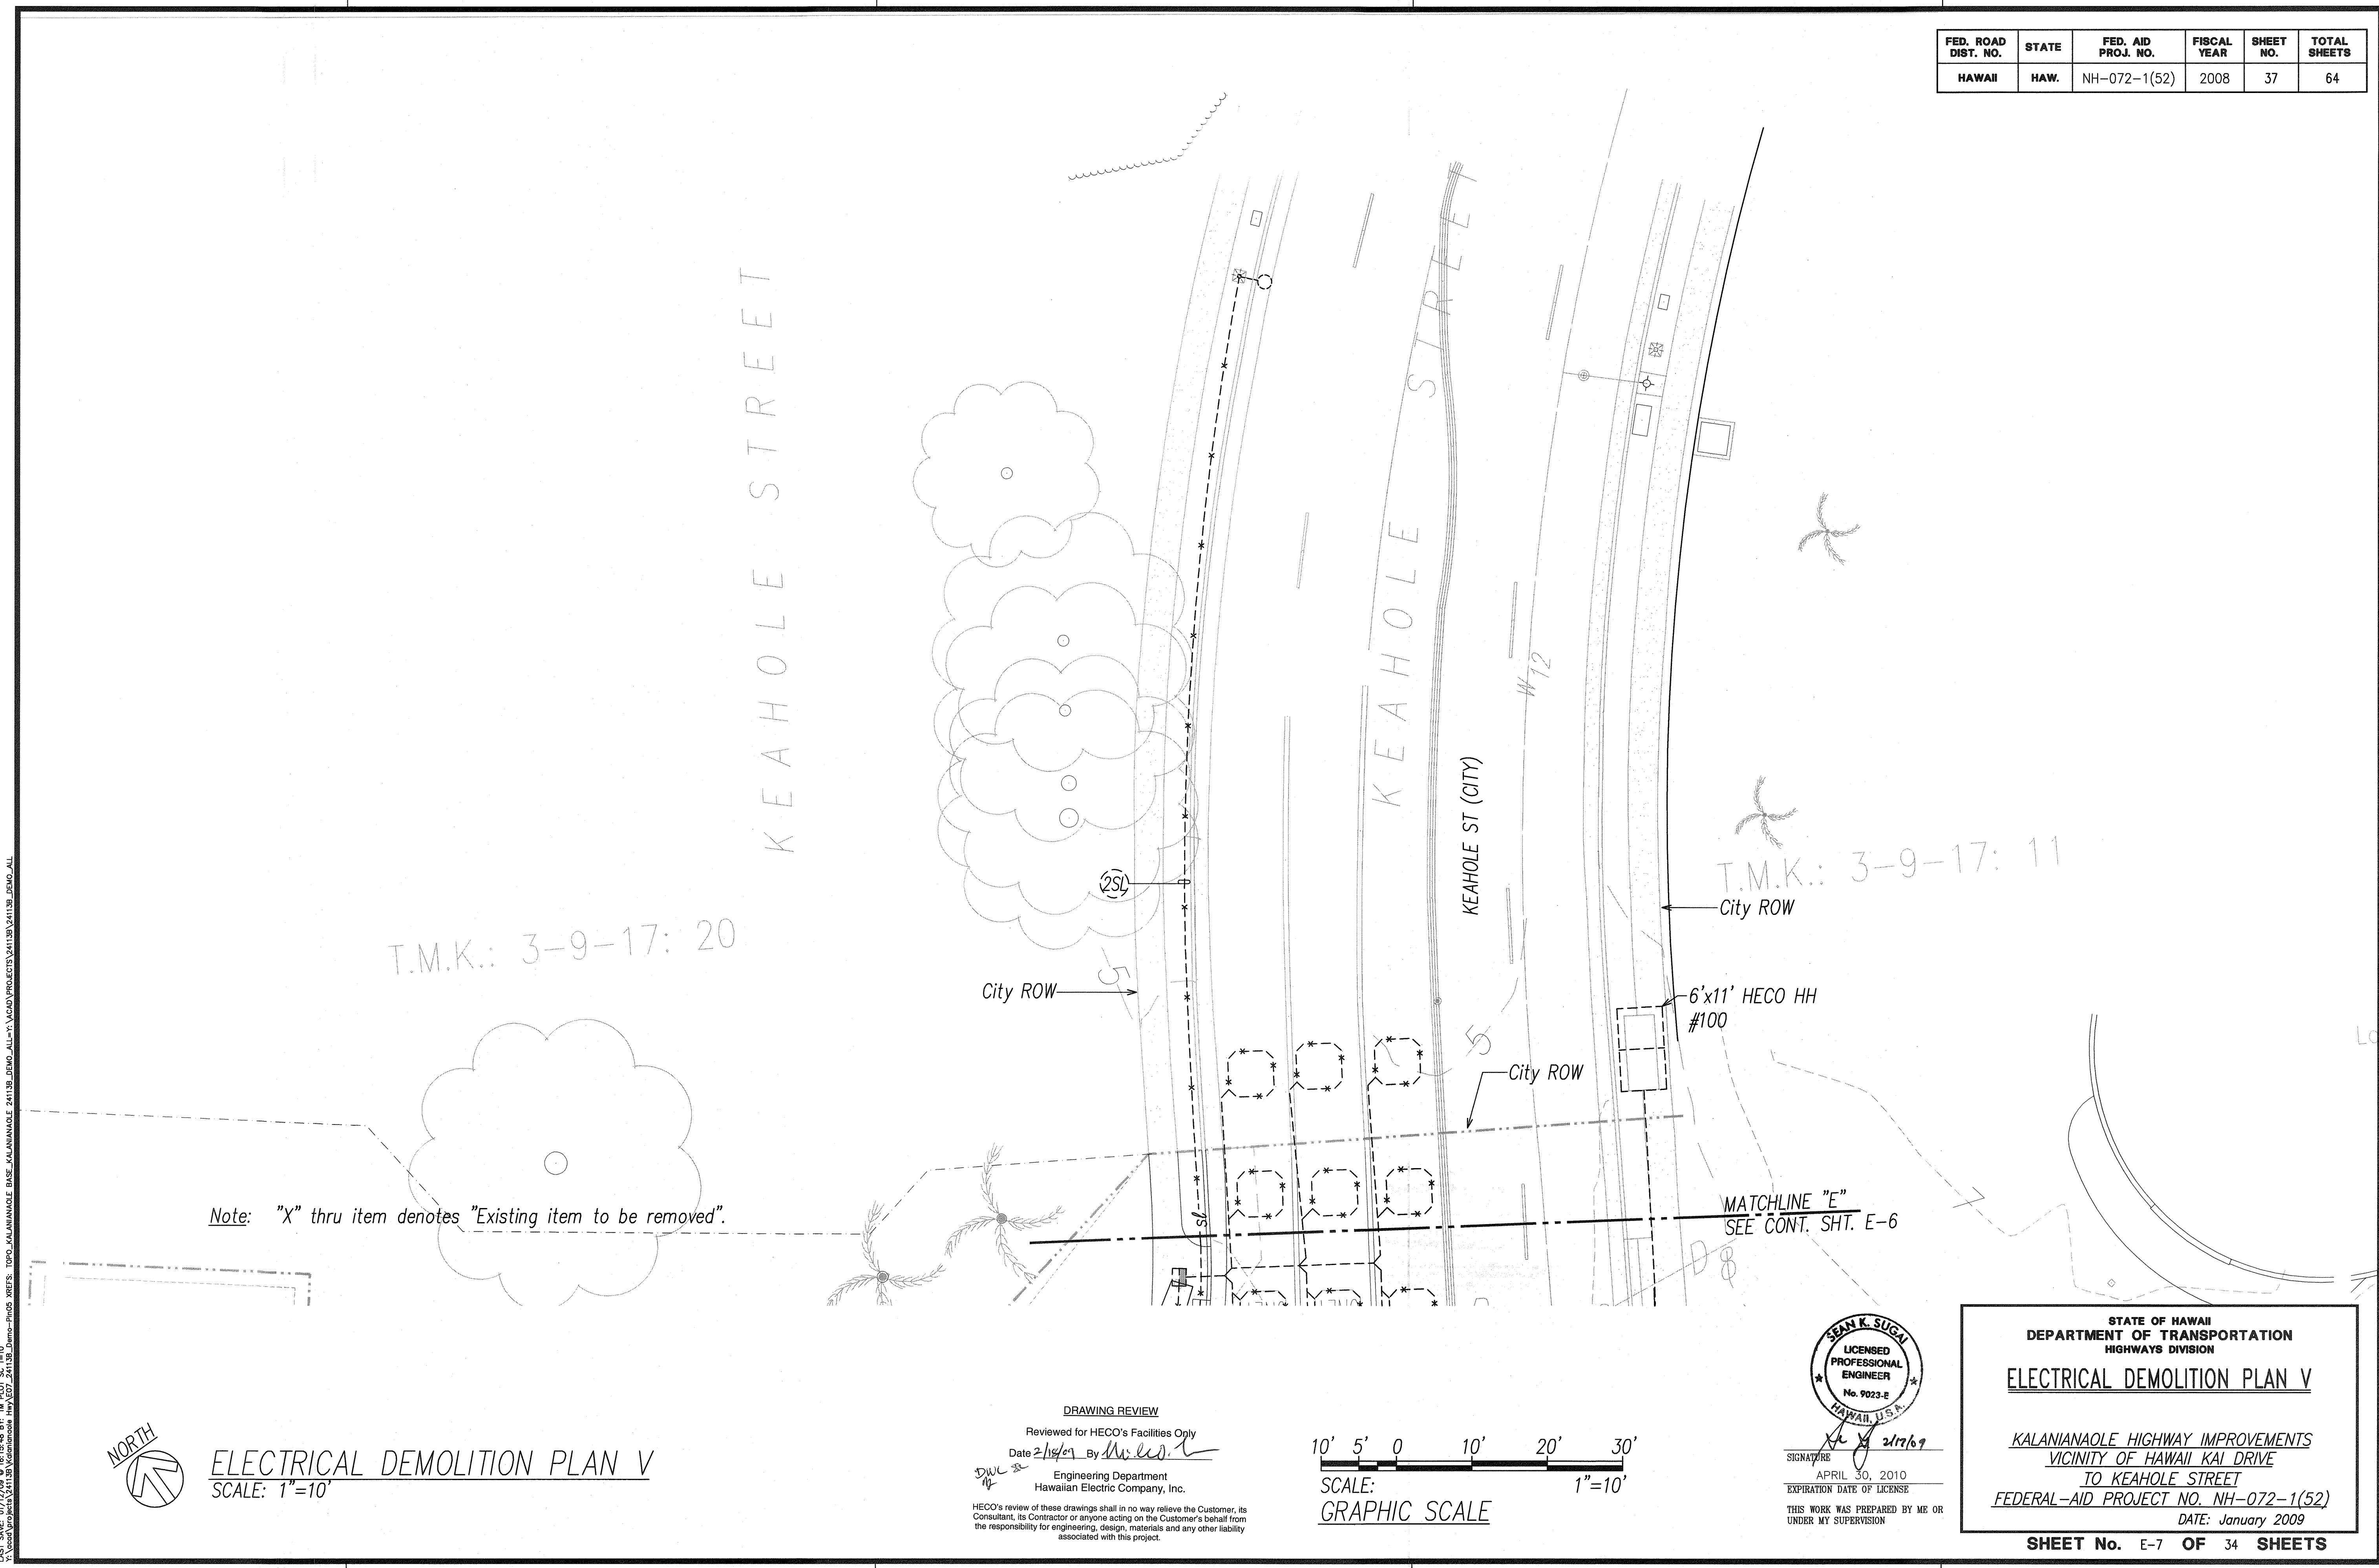 FED. ROAD DIST. NO. STATE FED. AID PROJ. NO. FISCAL YEAR SHEET NO. TOTAL SHEETS
HAWAII HAW. NH-072-1(52) 2008 37 64
KEAHOLE STREET
KEAHOLE STREET
W 12
KEAHOLE ST (CITY)
T.M.K.: 3-9-17: 11
City ROW
2SL
T.M.K.: 3-9-17: 20
5
City ROW
6'x11' HECO HH
#100
5
City ROW
MATCHLINE "E"
SEE CONT. SHT. E-6
Note: "X" thru item denotes "Existing item to be removed".
7
SL
D 8
NORTH
ELECTRICAL DEMOLITION PLAN V
SCALE: 1"=10'
DRAWING REVIEW
Reviewed for HECO's Facilities Only
Date 2/18/09 By
Engineering Department
Hawaiian Electric Company, Inc.
HECO's review of these drawings shall in no way relieve the Customer, its
Consultant, its Contractor or anyone acting on the Customer's behalf from
the responsibility for engineering, design, materials and any other liability
associated with this project.
10' 5' 0 10' 20' 30'
SCALE: 1"=10'
GRAPHIC SCALE
SEAN K. SUGAI
LICENSED
PROFESSIONAL
ENGINEER
No. 9023-E
HAWAII, U.S.A.
2/17/09
SIGNATURE
APRIL 30, 2010
EXPIRATION DATE OF LICENSE
THIS WORK WAS PREPARED BY ME OR
UNDER MY SUPERVISION
STATE OF HAWAII
DEPARTMENT OF TRANSPORTATION
HIGHWAYS DIVISION
ELECTRICAL DEMOLITION PLAN V
KALANIANAOLE HIGHWAY IMPROVEMENTS
VICINITY OF HAWAII KAI DRIVE
TO KEAHOLE STREET
FEDERAL-AID PROJECT NO. NH-072-1(52)
DATE: January 2009
SHEET No. E-7 OF 34 SHEETS